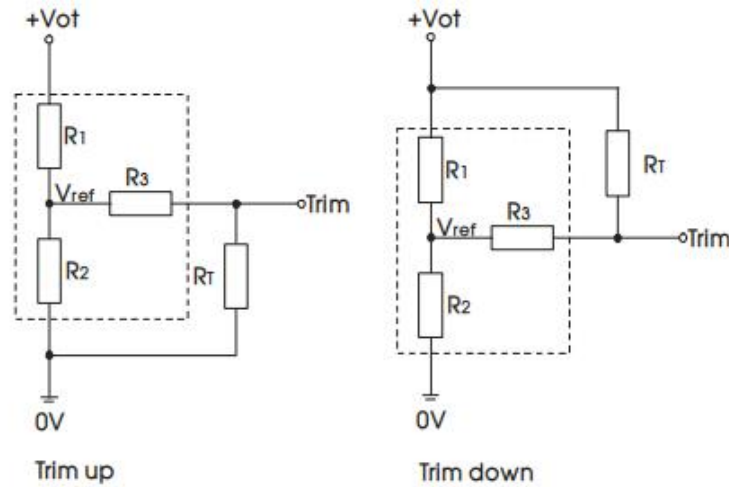 +Vot
R1
Vref
R3
Trim
R2
RT
0V
Trim up
+Vot
R1
RT
Vref
R3
Trim
R2
0V
Trim down